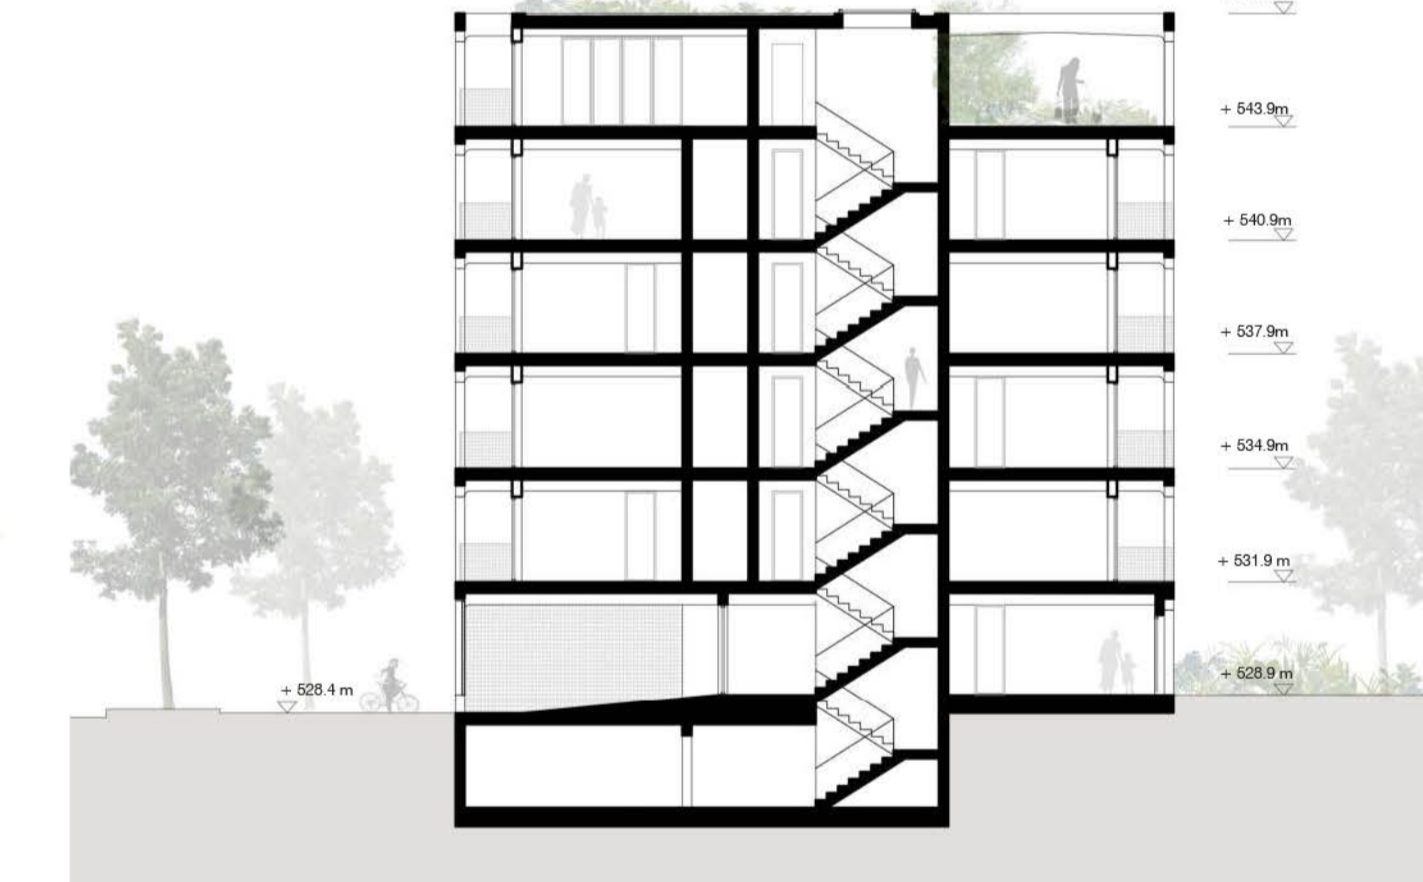 + 543.9m
+ 540.9m
+ 537.9m
+ 534.9m
+ 531.9 m
+ 528.9 m
+ 528.4 m